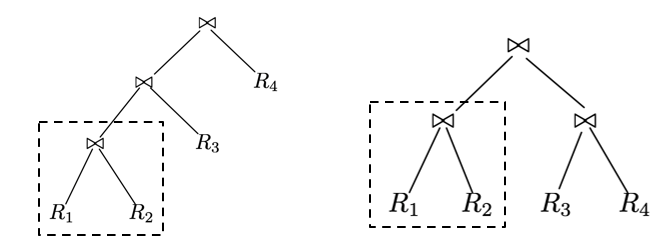 ⋈ ⋈
⋈ R₄ ⋈ ⋈
⋈ R₃
R₁ R₂ R₁ R₂ R₃ R₄